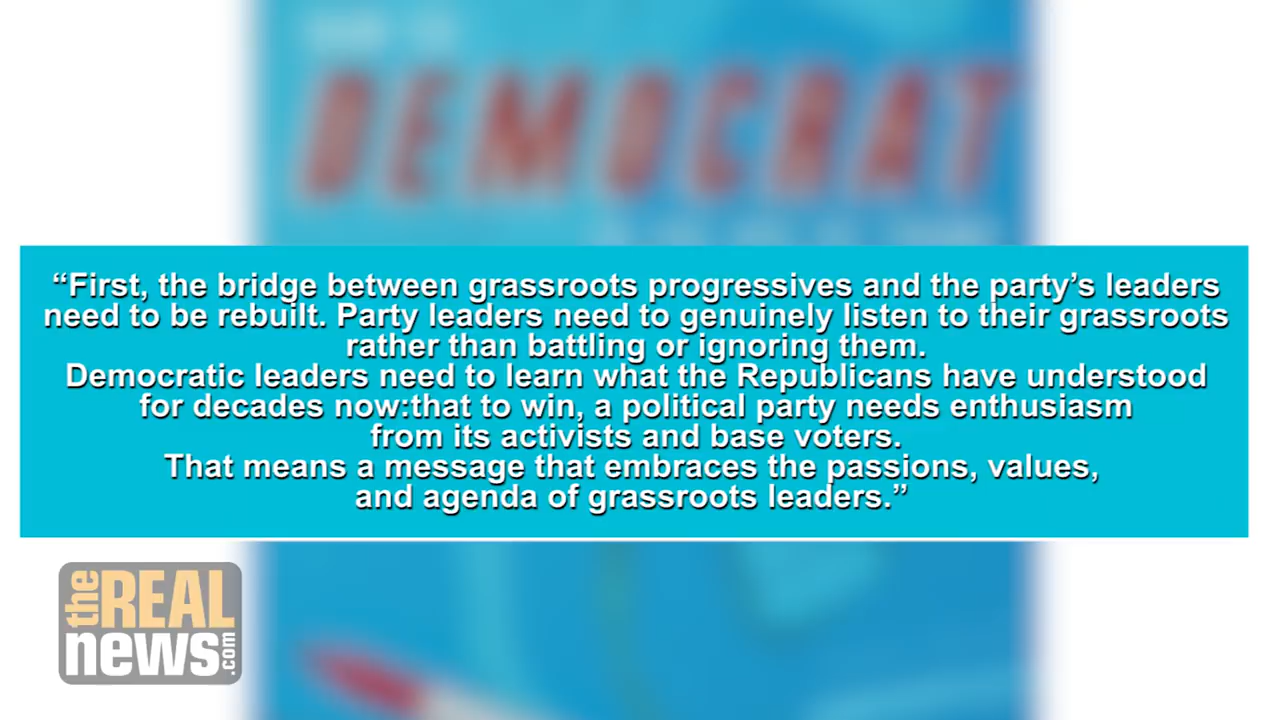 DEMOCRAT
“First, the bridge between grassroots progressives and the party’s leaders
need to be rebuilt. Party leaders need to genuinely listen to their grassroots
rather than battling or ignoring them.
Democratic leaders need to learn what the Republicans have understood
for decades now:that to win, a political party needs enthusiasm
from its activists and base voters.
That means a message that embraces the passions, values,
and agenda of grassroots leaders.”
the REAL
news.com